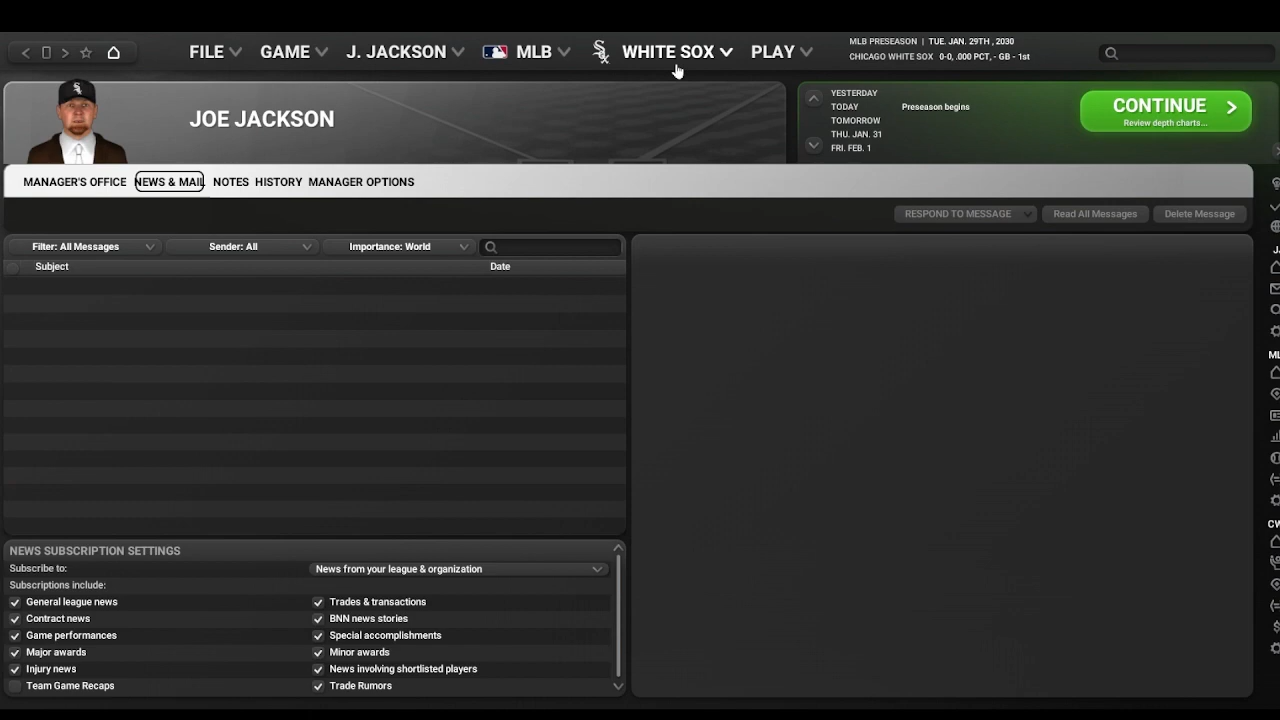 FILE GAME J. JACKSON MLB WHITE SOX PLAY
MLB PRESEASON | TUE. JAN. 29TH , 2030
CHICAGO WHITE SOX 0-0, .000 PCT, - GB - 1st
JOE JACKSON
YESTERDAY
TODAY Preseason begins
TOMORROW
THU. JAN. 31
FRI. FEB. 1
CONTINUE
Review depth charts...
MANAGER'S OFFICE NEWS & MAIL NOTES HISTORY MANAGER OPTIONS
RESPOND TO MESSAGE Read All Messages Delete Message
Filter: All Messages Sender: All Importance: World
Subject Date
NEWS SUBSCRIPTION SETTINGS
Subscribe to: News from your league & organization
Subscriptions include:
General league news Trades & transactions
Contract news BNN news stories
Game performances Special accomplishments
Major awards Minor awards
Injury news News involving shortlisted players
Team Game Recaps Trade Rumors